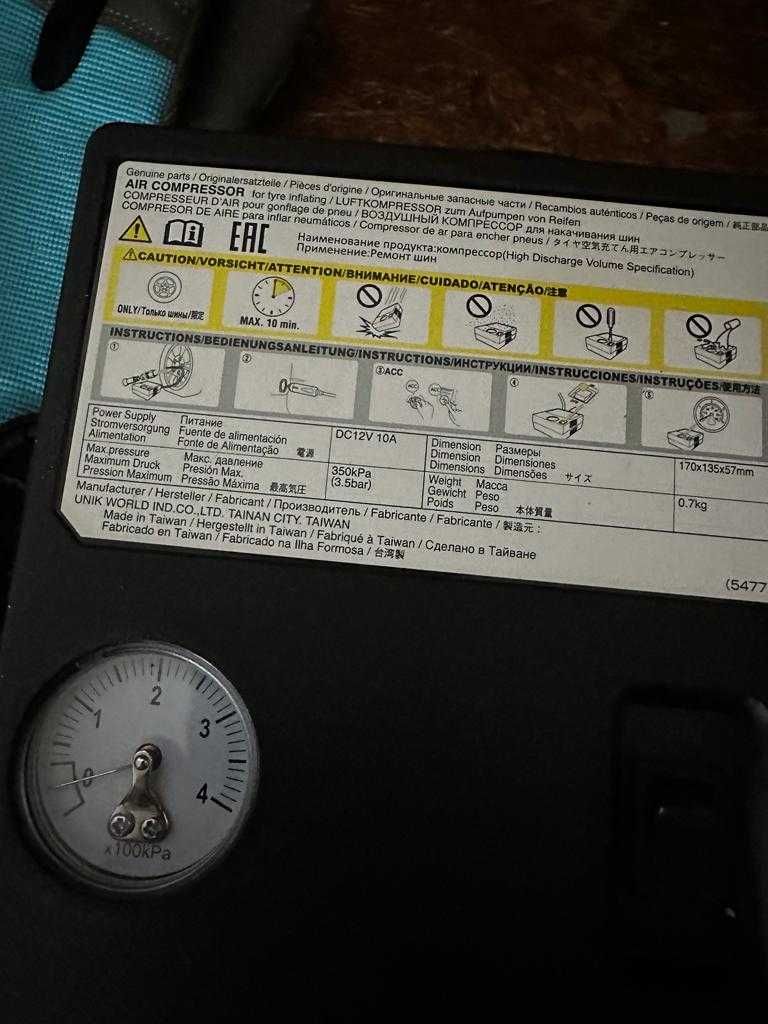 Genuine parts / Originalersatzteile / Pièces d'origine / Оригинальные запасные части / Recambios auténticos / Peças de origem / 純正部品
AIR COMPRESSOR for tyre inflating / LUFTKOMPRESSOR zum Aufpumpen von Reifen
COMPRESSEUR D'AIR pour gonflage de pneu / ВОЗДУШНЫЙ КОМПРЕССОР для накачивания шин
COMPRESOR DE AIRE para inflar neumáticos / Compressor de ar para encher pneus / タイヤ空気充てん用エアコンプレッサー
EAC
Наименование продукта:компрессор(High Discharge Volume Specification)
Применение:Ремонт шин
CAUTION/VORSICHT/ATTENTION/ВНИМАНИЕ/CUIDADO/ATENÇÃO/注意
ONLY/Только шины/限定
MAX. 10 min.
INSTRUCTIONS/BEDIENUNGSANLEITUNG/INSTRUCTIONS/ИНСТРУКЦИИ/INSTRUCCIONES/INSTRUÇÕES/使用方法
① ② ③ACC ④ ⑤
ACC ACC
Power Supply Питание
Stromversorgung Fuente de alimentación
Alimentation Fonte de Alimentação 電源
DC12V 10A
Dimension Размеры
Dimension Dimensiones
Dimensions Dimensões サイズ
170x135x57mm
Max.pressure Макс. давление
Maximum Druck Presión Max.
Pression Maximum Pressão Máxima 最高気圧
350kPa
(3.5bar)
Weight Масса
Gewicht Peso
Poids Peso 本体質量
0.7kg
Manufacturer / Hersteller / Fabricant / Производитель / Fabricante / Fabricante / 製造元：
UNIK WORLD IND.CO.,LTD. TAINAN CITY. TAIWAN
Made in Taiwan / Hergestellt in Taiwan / Fabriqué à Taiwan / Сделано в Тайване
Fabricado en Taiwan / Fabricado na Ilha Formosa / 台湾製
(5477
0 1 2 3 4
x100kPa